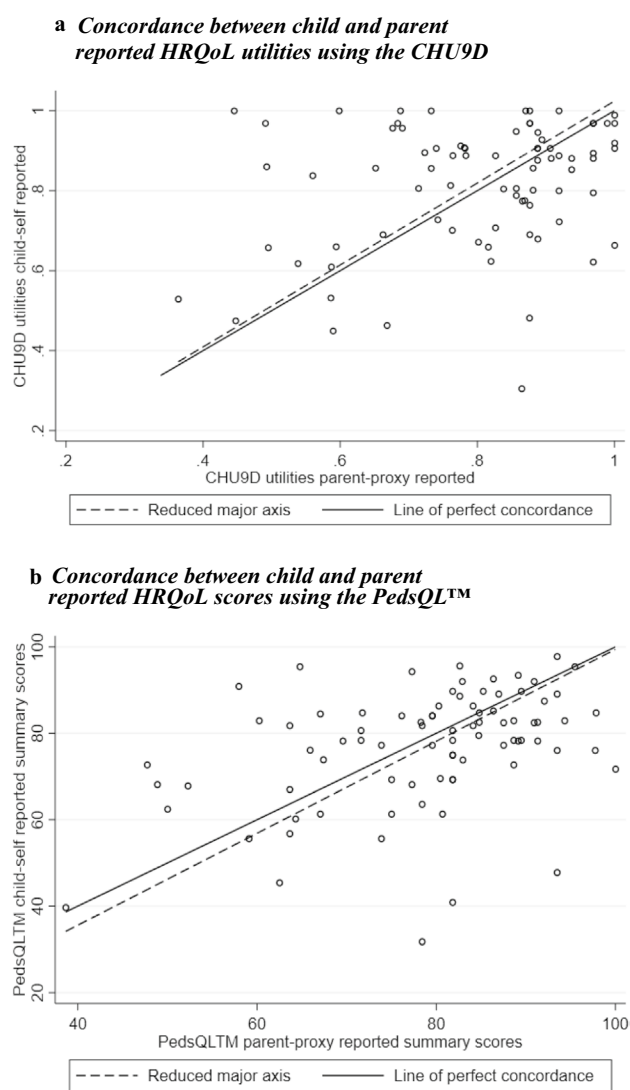 a Concordance between child and parent
reported HRQoL utilities using the CHU9D
CHU9D utilities child-self reported
1
.8
.6
.4
.2
.2 .4 .6 .8 1
CHU9D utilities parent-proxy reported
Reduced major axis Line of perfect concordance
b Concordance between child and parent
reported HRQoL scores using the PedsQL™
PedsQLTM child-self reported summary scores
100
80
60
40
20
40 60 80 100
PedsQLTM parent-proxy reported summary scores
Reduced major axis Line of perfect concordance